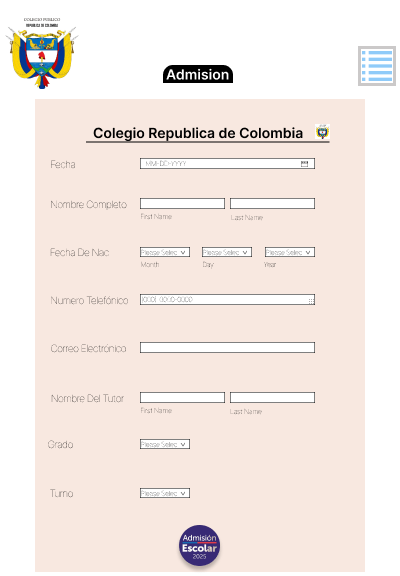 COLEGIO PUBLICO
REPUBLICA DE COLOMBIA
Admision
Colegio Republica de Colombia
Fecha
MM-DD-YYYY
Nombre Completo
First Name
Last Name
Fecha De Nac
Please Selec
Please Selec
Please Selec
Month
Day
Year
Numero Telefónico
(000) 000-0000
Correo Electrónico
Nombre Del Tutor
First Name
Last Name
Grado
Please Selec
Turno
Please Selec
Admisión
Escolar
2025